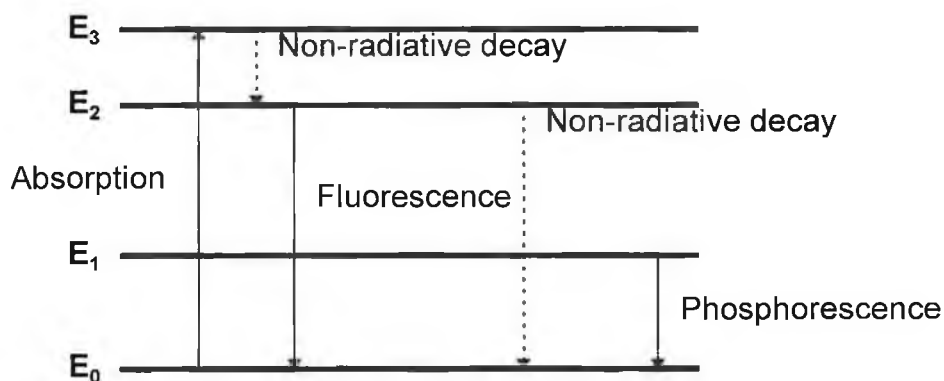 E₃
Non-radiative decay
E₂
Non-radiative decay
Absorption
Fluorescence
E₁
Phosphorescence
E₀